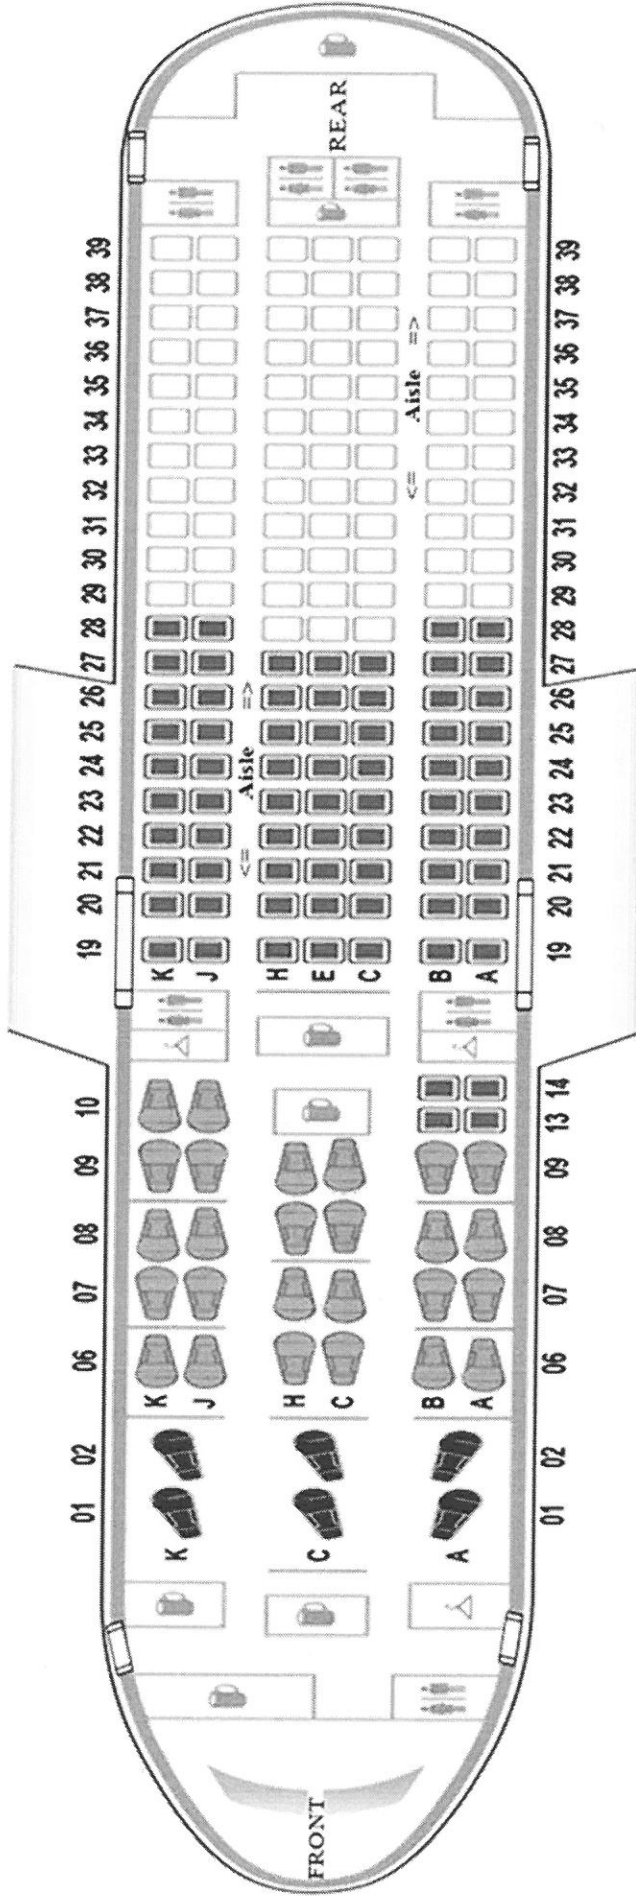 01 02 06 07 08 09 10 19 20 21 22 23 24 25 26 27 28 29 30 31 32 33 34 35 36 37 38 39
K K K
J J
<= Aisle =>
H H
FRONT C C E REAR
C
<= Aisle =>
B B
A A A
01 02 06 07 08 09 13 14 19 20 21 22 23 24 25 26 27 28 29 30 31 32 33 34 35 36 37 38 39